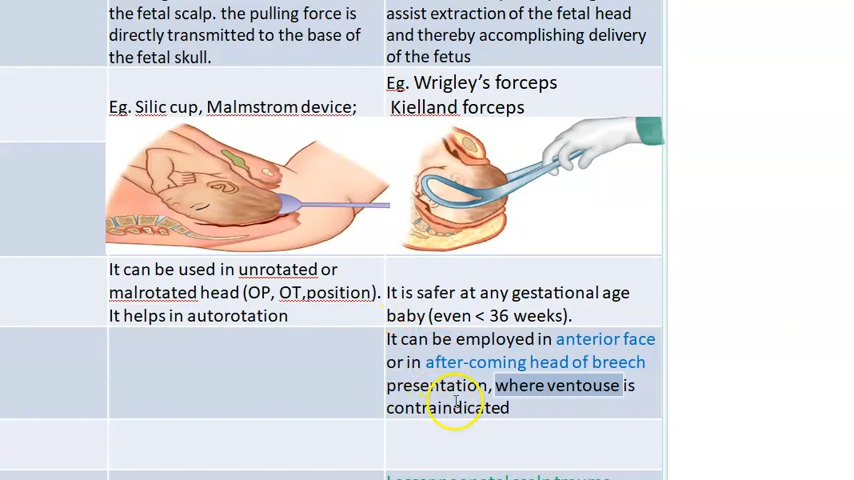 the fetal scalp. the pulling force is
directly transmitted to the base of
the fetal skull.
assist extraction of the fetal head
and thereby accomplishing delivery
of the fetus
Eg. Silic cup, Malmstrom device;
Eg. Wrigley's forceps
Kielland forceps
It can be used in unrotated or
malrotated head (OP, OT,position).
It helps in autorotation
It is safer at any gestational age
baby (even < 36 weeks).
It can be employed in anterior face
or in after-coming head of breech
presentation, where ventouse is
contraindicated